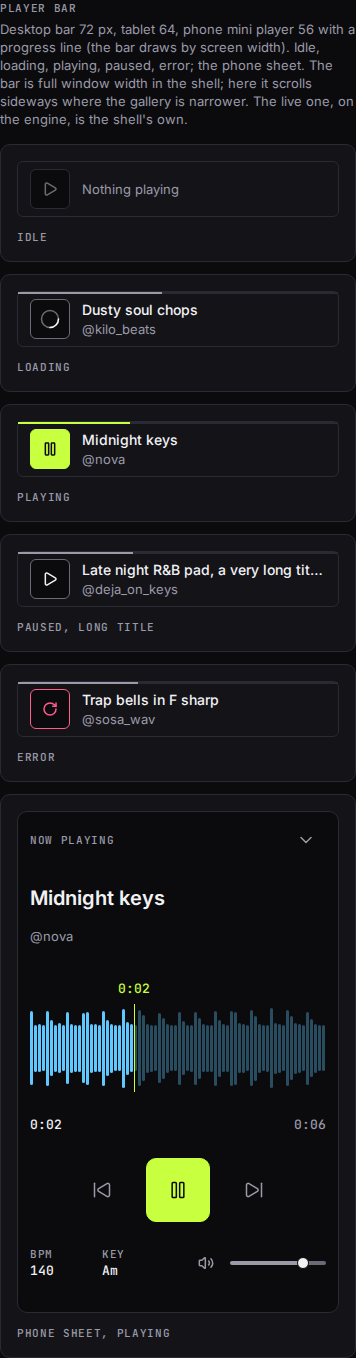 PLAYER BAR
Desktop bar 72 px, tablet 64, phone mini player 56 with a
progress line (the bar draws by screen width). Idle,
loading, playing, paused, error; the phone sheet. The
bar is full window width in the shell; here it scrolls
sideways where the gallery is narrower. The live one, on
the engine, is the shell's own.
Nothing playing
IDLE
Dusty soul chops
@kilo_beats
LOADING
Midnight keys
@nova
PLAYING
Late night R&B pad, a very long tit...
@deja_on_keys
PAUSED, LONG TITLE
Trap bells in F sharp
@sosa_wav
ERROR
NOW PLAYING
Midnight keys
@nova
0:02
0:02 0:06
BPM KEY
140 Am
PHONE SHEET, PLAYING